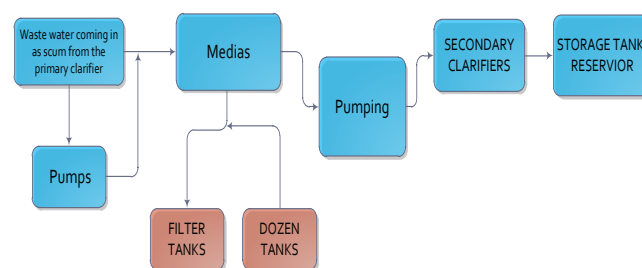 Waste water coming in
as scum from the
primary clarifier
Medias
SECONDARY
CLARIFIERS
STORAGE TANK
RESERVIOR
Pumping
Pumps
FILTER
TANKS
DOZEN
TANKS